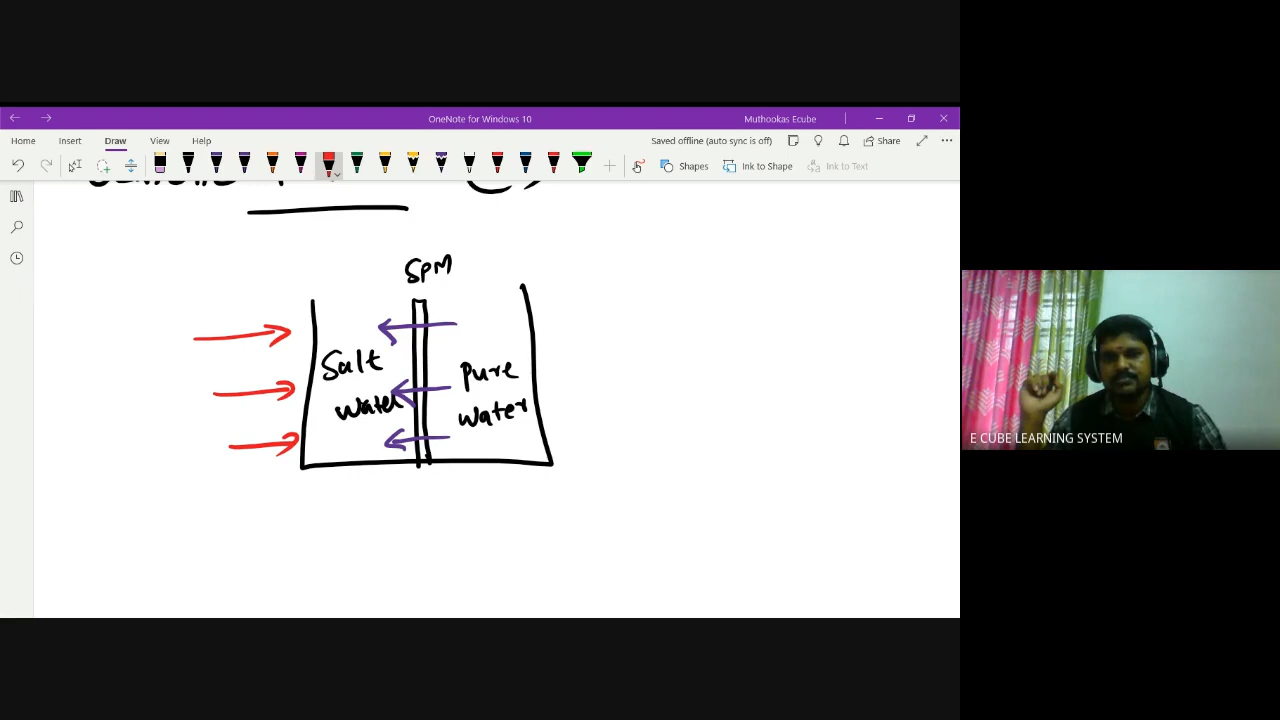 OneNote for Windows 10
Muthookas Ecube
Home Insert Draw View Help
Saved offline (auto sync is off)
Share
Shapes
Ink to Shape
Ink to Text
SPM
Salt
water
Pure
water
E CUBE LEARNING SYSTEM